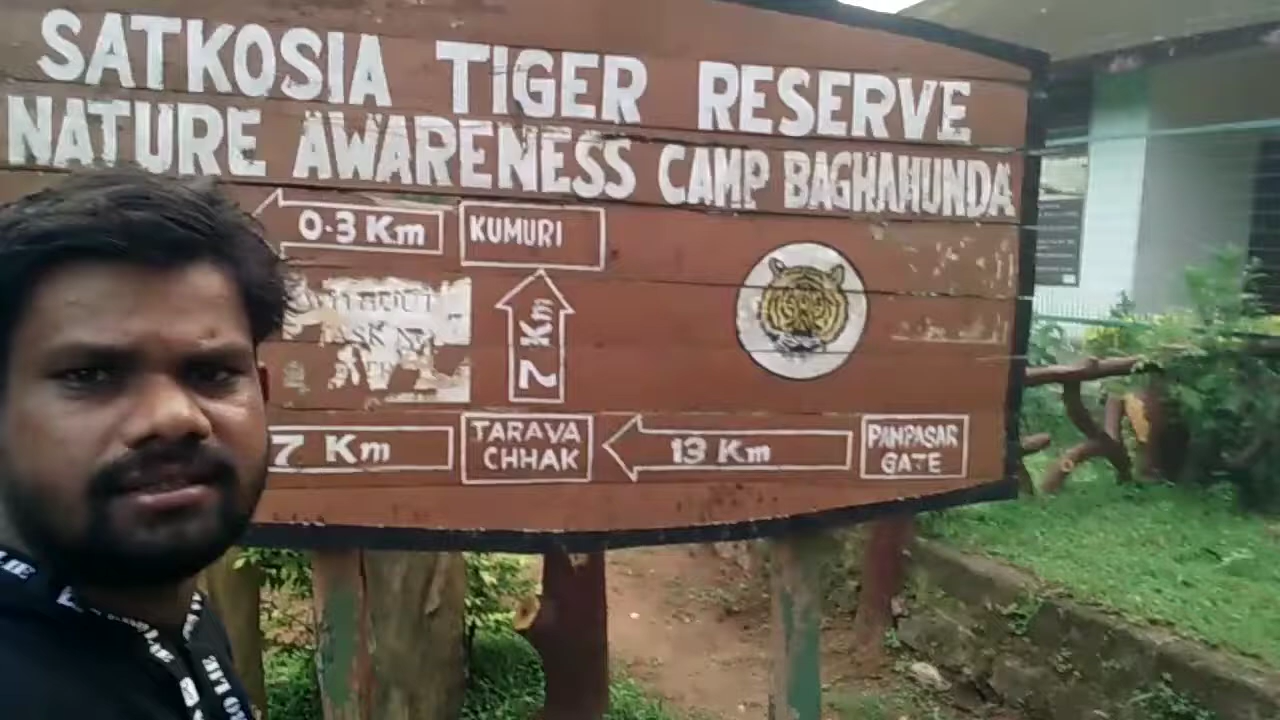 SATKOSIA TIGER RESERVE
NATURE AWARENESS CAMP BAGHAMUNDA
0.3 Km KUMURI
7 Km
7 Km TARAVA CHHAK 13 Km PAMPASAR GATE